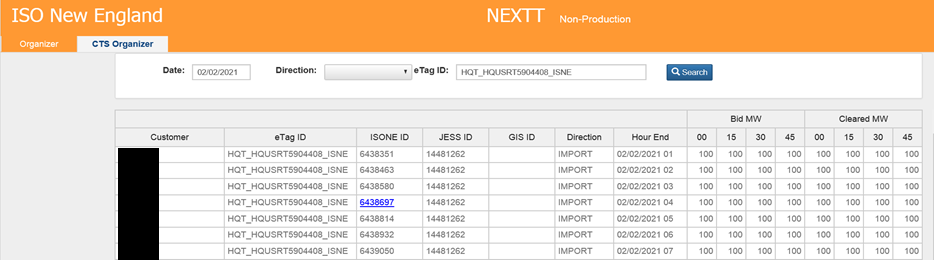 ISO New England NEXTT Non-Production
Organizer CTS Organizer
Date: 02/02/2021 Direction: eTag ID: HQT_HQUSRT5904408_ISNE Search
Bid MW Cleared MW
Customer eTag ID ISONE ID JESS ID GIS ID Direction Hour End 00 15 30 45 00 15 30 45
HQT_HQUSRT5904408_ISNE 6438351 14481262 IMPORT 02/02/2021 01 100 100 100 100 100 100 100 100
HQT_HQUSRT5904408_ISNE 6438463 14481262 IMPORT 02/02/2021 02 100 100 100 100 100 100 100 100
HQT_HQUSRT5904408_ISNE 6438580 14481262 IMPORT 02/02/2021 03 100 100 100 100 100 100 100 100
HQT_HQUSRT5904408_ISNE 6438697 14481262 IMPORT 02/02/2021 04 100 100 100 100 100 100 100 100
HQT_HQUSRT5904408_ISNE 6438814 14481262 IMPORT 02/02/2021 05 100 100 100 100 100 100 100 100
HQT_HQUSRT5904408_ISNE 6438932 14481262 IMPORT 02/02/2021 06 100 100 100 100 100 100 100 100
HQT_HQUSRT5904408_ISNE 6439050 14481262 IMPORT 02/02/2021 07 100 100 100 100 100 100 100 100